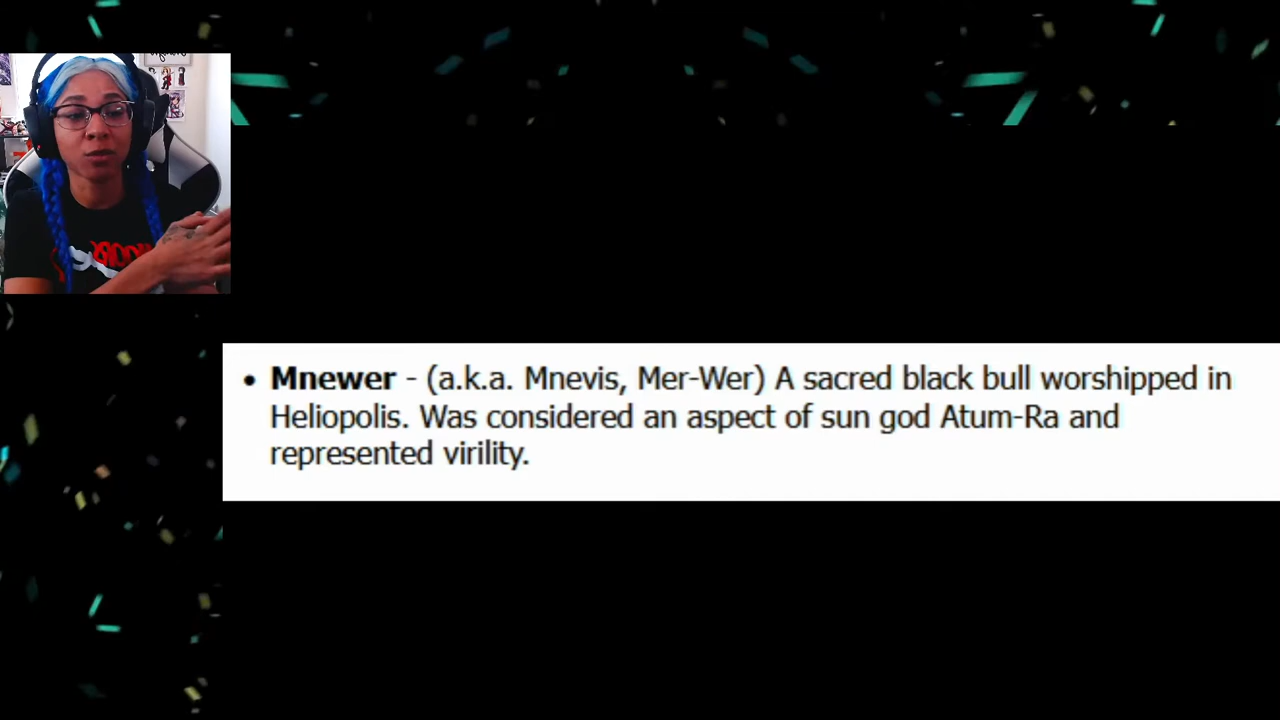 • Mnewer - (a.k.a. Mnevis, Mer-Wer) A sacred black bull worshipped in
Heliopolis. Was considered an aspect of sun god Atum-Ra and
represented virility.